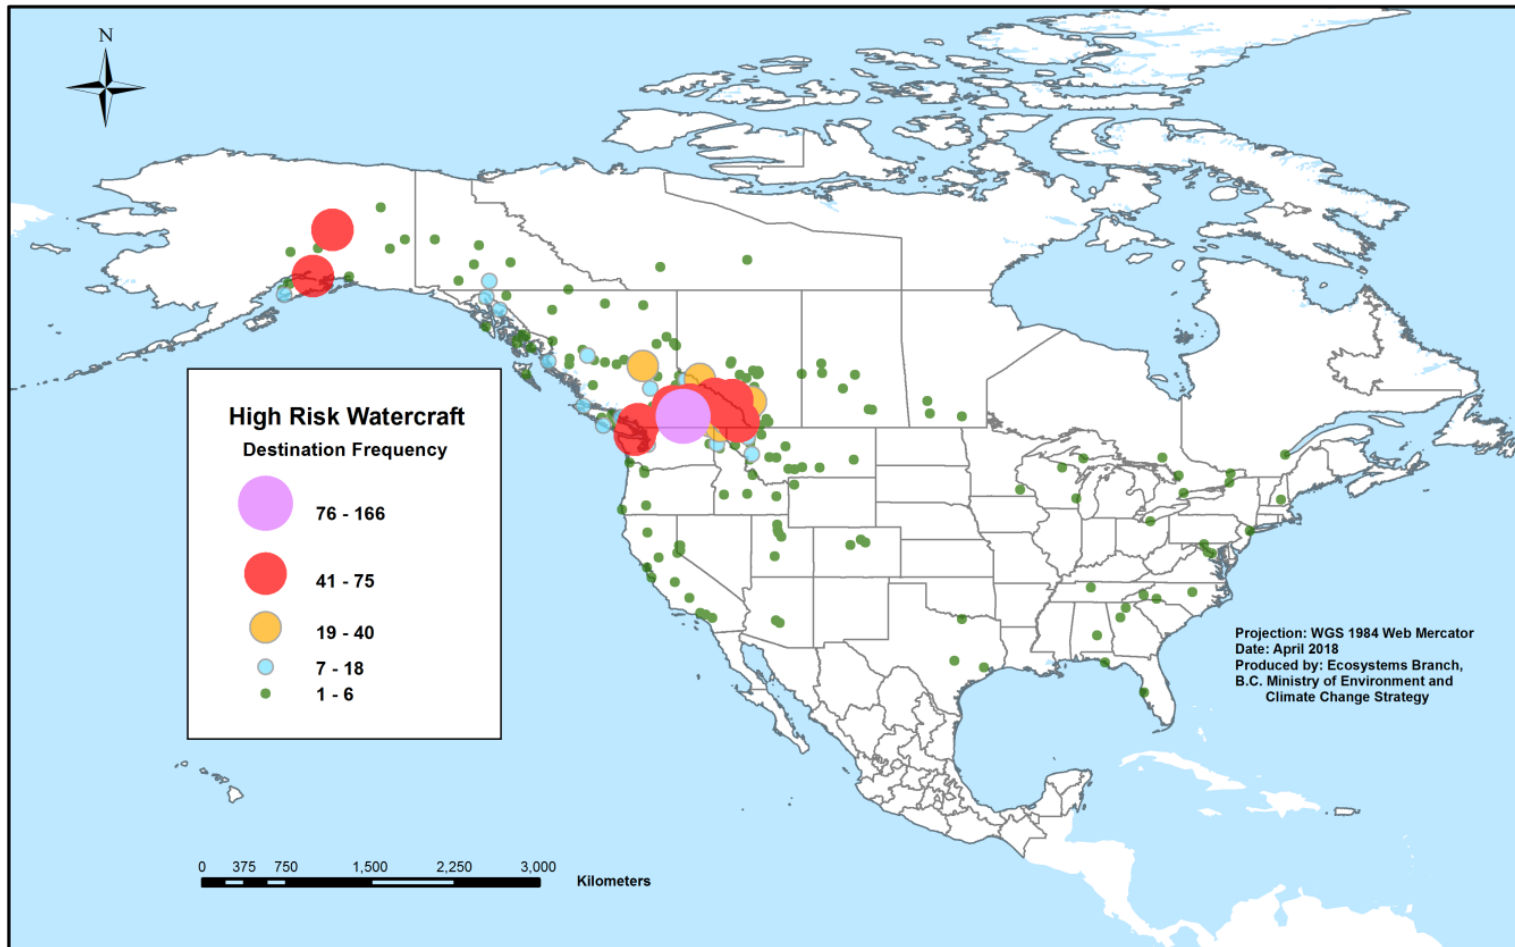 N
High Risk Watercraft
Destination Frequency
76 - 166
41 - 75
19 - 40
7 - 18
1 - 6
Projection: WGS 1984 Web Mercator
Date: April 2018
Produced by: Ecosystems Branch,
B.C. Ministry of Environment and
Climate Change Strategy
0 375 750 1,500 2,250 3,000
Kilometers